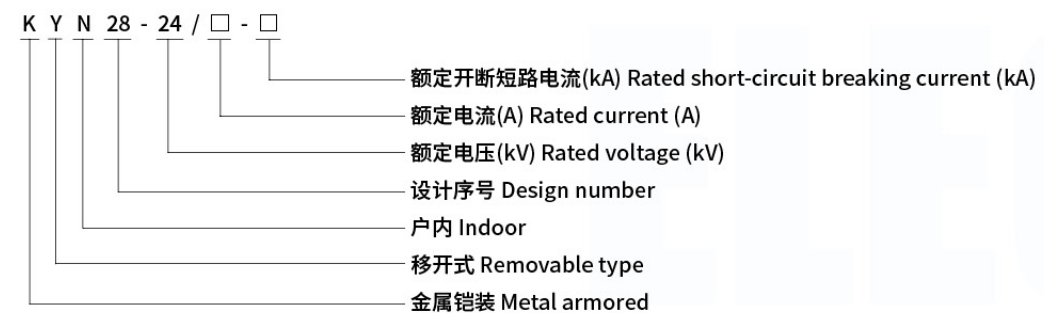 K Y N 28 - 24 / □ - □
额定开断短路电流(kA) Rated short-circuit breaking current (kA)
额定电流(A) Rated current (A)
额定电压(kV) Rated voltage (kV)
设计序号 Design number
户内 Indoor
移开式 Removable type
金属铠装 Metal armored